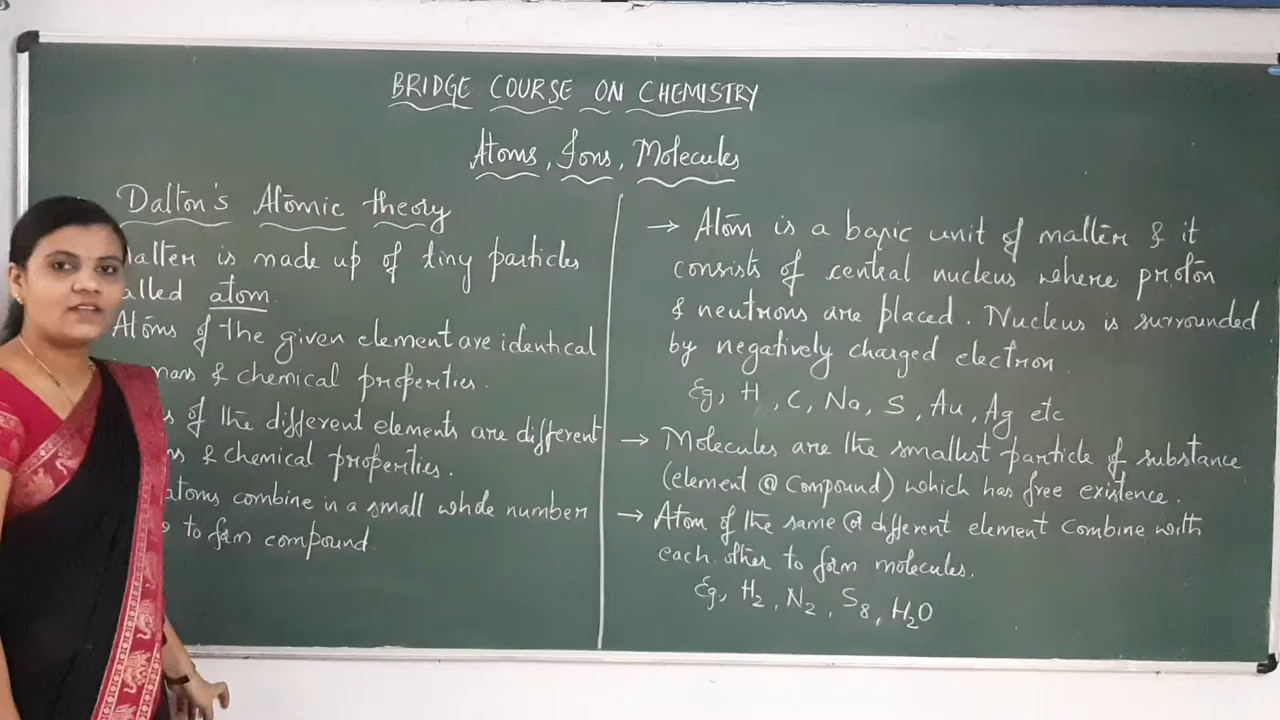 BRIDGE COURSE ON CHEMISTRY
Atoms, Ions, Molecules
Dalton's Atomic theory
Matter is made up of tiny particles
called atom.
Atoms of the given element are identical
mass & chemical properties.
of the different elements are different
& chemical properties.
atoms combine in a small whole number
to form compound.
→ Atom is a basic unit of matter & it
consists of central nucleus where proton
& neutrons are placed. Nucleus is surrounded
by negatively charged electron.
Eg, H, C, Na, S, Au, Ag etc
→ Molecules are the smallest particle of substance
(element @ Compound) which has free existence.
→ Atom of the same @ different element combine with
each other to form molecules.
Eg, H₂, N₂, S₈, H₂O